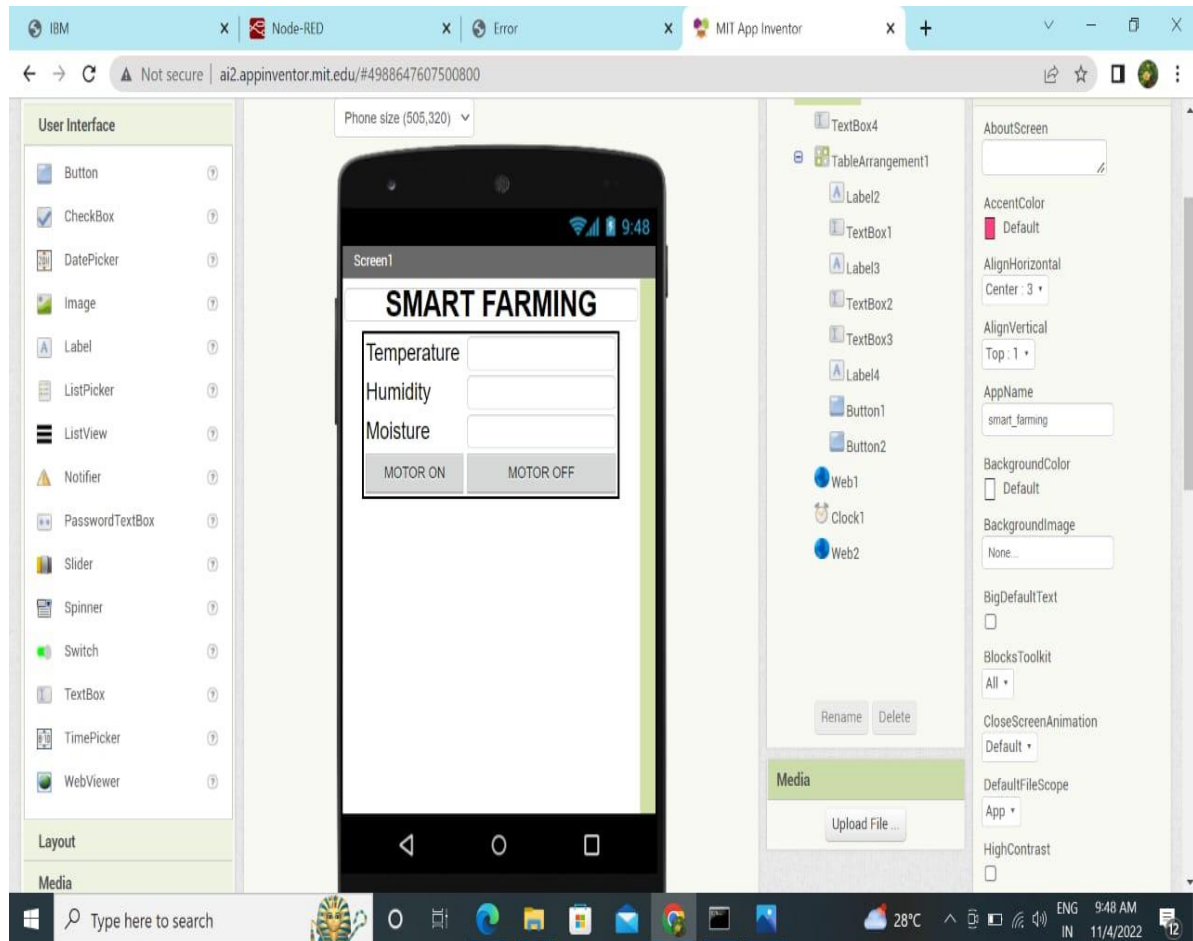 IBM
Node-RED
Error
MIT App Inventor
Not secure | ai2.appinventor.mit.edu/#4988647607500800
User Interface
Button
CheckBox
DatePicker
Image
Label
ListPicker
ListView
Notifier
PasswordTextBox
Slider
Spinner
Switch
TextBox
TimePicker
WebViewer
Layout
Media
Phone size (505,320)
9:48
Screen1
SMART FARMING
Temperature
Humidity
Moisture
MOTOR ON MOTOR OFF
TextBox4
TableArrangement1
Label2
TextBox1
Label3
TextBox2
TextBox3
Label4
Button1
Button2
Web1
Clock1
Web2
Rename Delete
Media
Upload File ...
AboutScreen
AccentColor
Default
AlignHorizontal
Center : 3
AlignVertical
Top : 1
AppName
smart_farming
BackgroundColor
Default
BackgroundImage
None...
BigDefaultText
BlocksToolkit
All
CloseScreenAnimation
Default
DefaultFileScope
App
HighContrast
Type here to search
28°C
ENG
IN
9:48 AM
11/4/2022
12